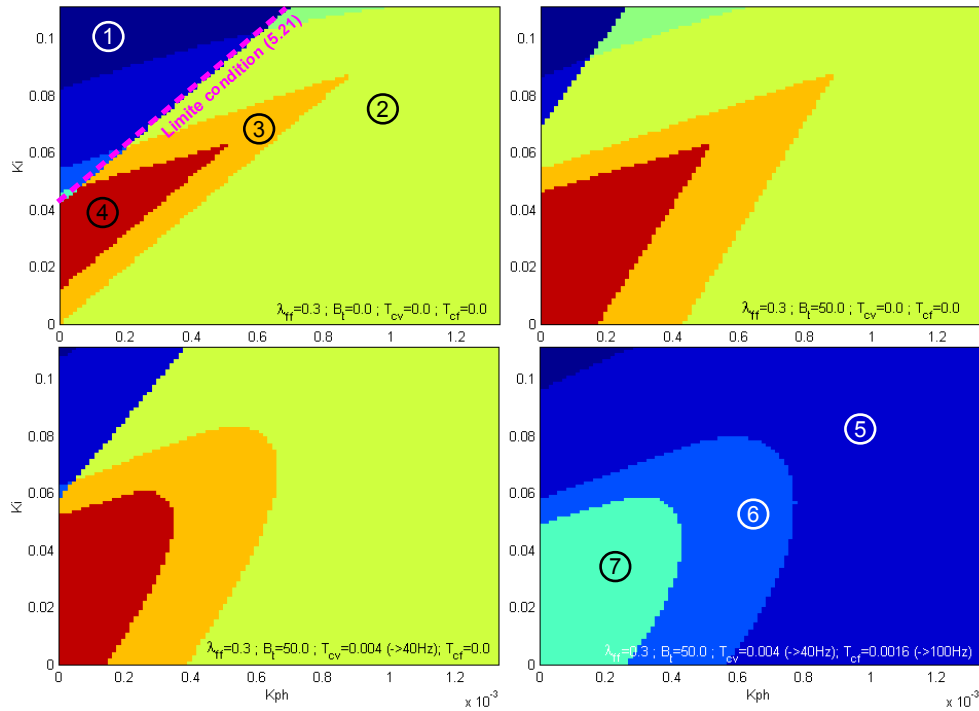 0.1
0.08
0.06
0.04
0.02
0
Ki
1
Limite condition (5.21)
2
3
4
λff=0.3 ; Bt=0.0 ; Tcv=0.0 ; Tcf=0.0
0 0.2 0.4 0.6 0.8 1 1.2
0.1
0.08
0.06
0.04
0.02
0
λff=0.3 ; Bt=50.0 ; Tcv=0.0 ; Tcf=0.0
0 0.2 0.4 0.6 0.8 1 1.2
0.1
0.08
0.06
0.04
0.02
0
Ki
λff=0.3 ; Bt=50.0 ; Tcv=0.004 (->40Hz); Tcf=0.0
0 0.2 0.4 0.6 0.8 1 1.2
Kph
x 10-3
0.1
0.08
0.06
0.04
0.02
0
5
6
7
λff=0.3 ; Bt=50.0 ; Tcv=0.004 (->40Hz); Tcf=0.0016 (->100Hz)
0 0.2 0.4 0.6 0.8 1 1.2
Kph
x 10-3